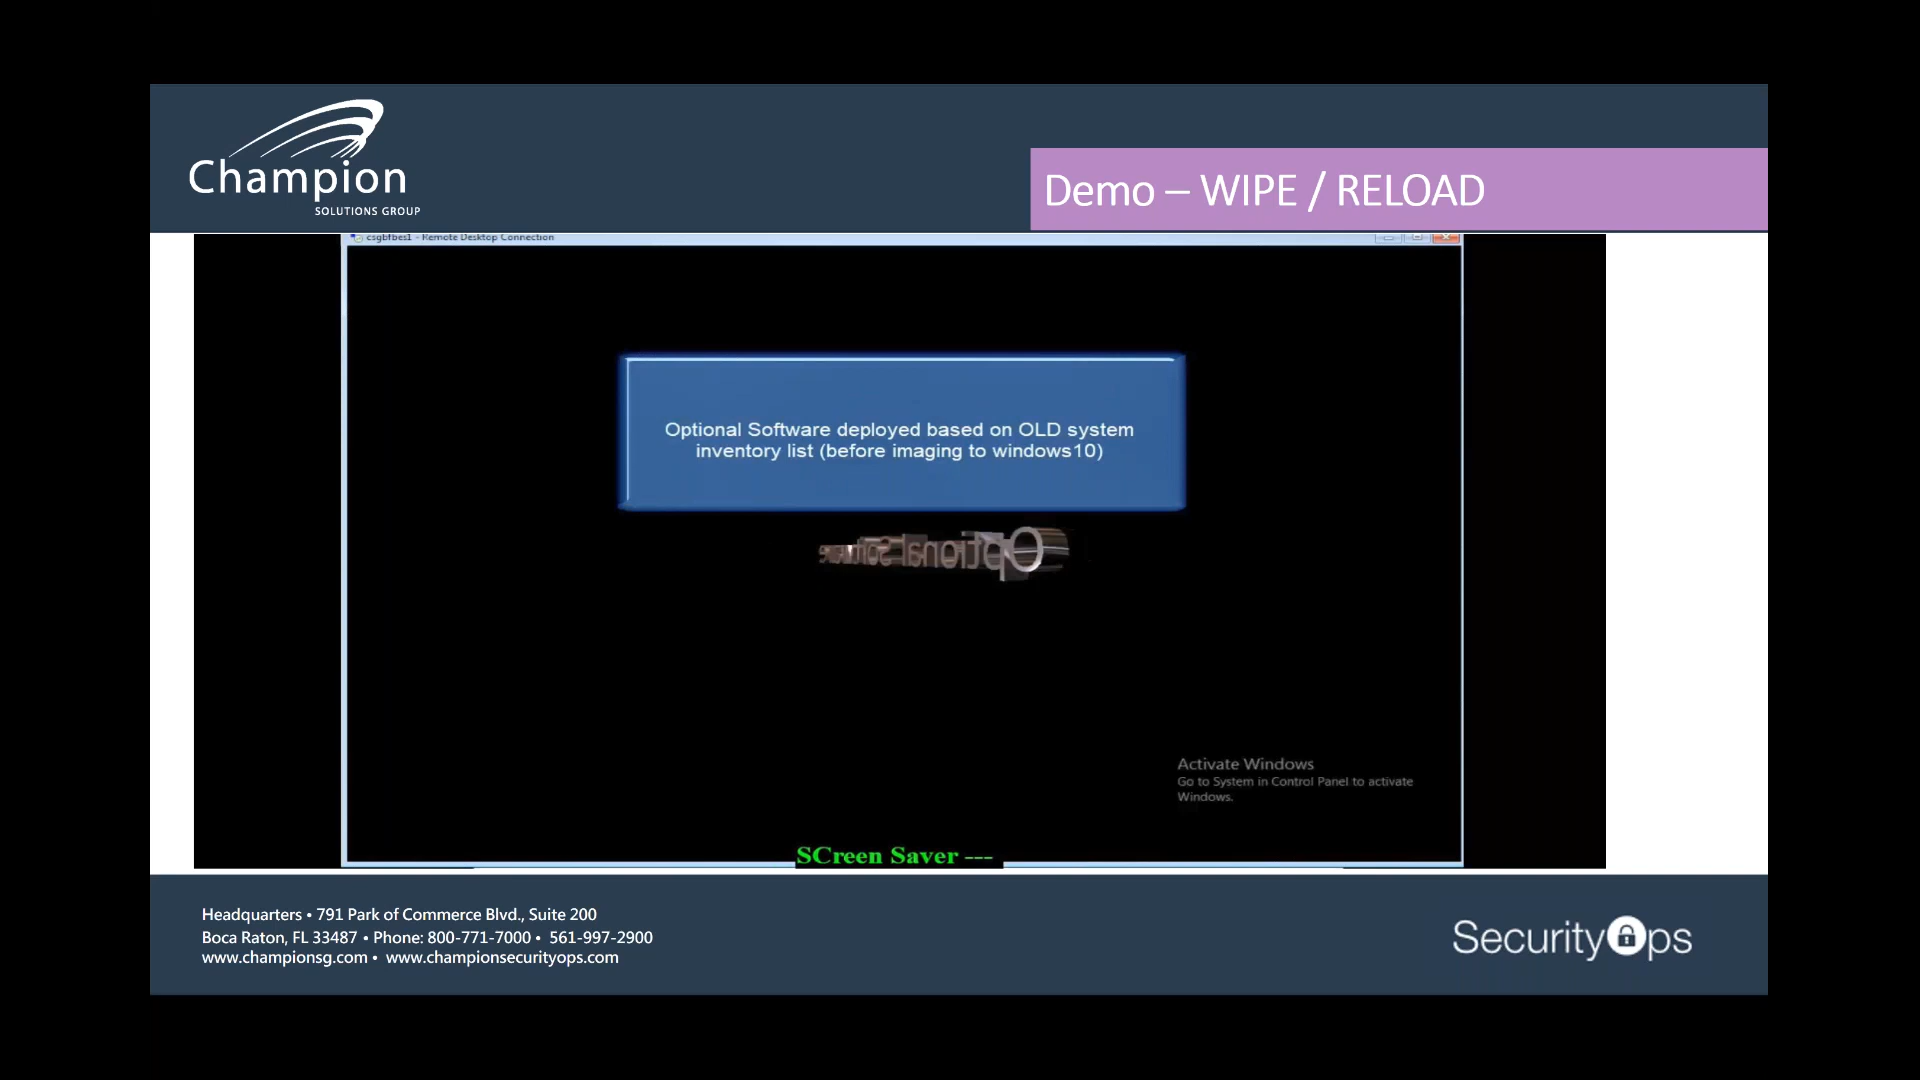 Champion
SOLUTIONS GROUP
Demo – WIPE / RELOAD
csgbfbes1 - Remote Desktop Connection
Optional Software deployed based on OLD system
inventory list (before imaging to windows10)
Optional Software
Activate Windows
Go to System in Control Panel to activate
Windows.
SCreen Saver ---
Headquarters • 791 Park of Commerce Blvd., Suite 200
Boca Raton, FL 33487 • Phone: 800-771-7000 • 561-997-2900
www.championsg.com • www.championsecurityops.com
SecurityOps